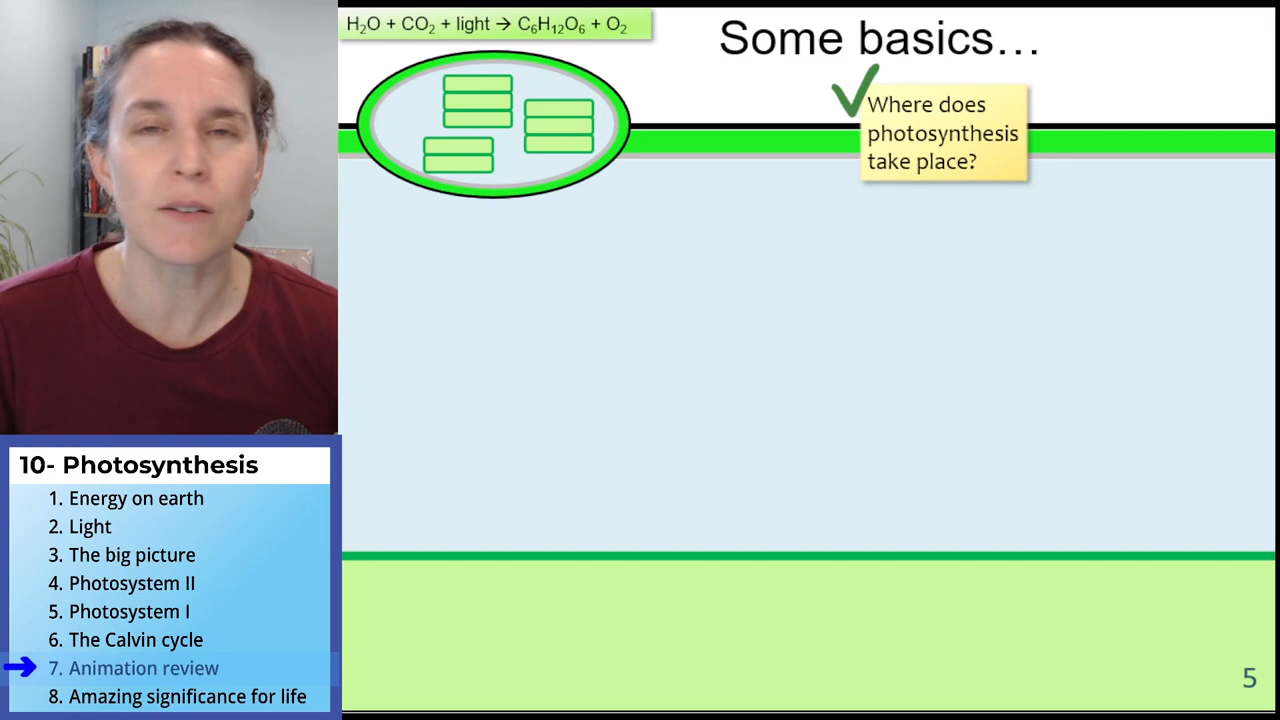 H₂O + CO₂ + light → C₆H₁₂O₆ + O₂
Some basics…
Where does
photosynthesis
take place?
10- Photosynthesis
1. Energy on earth
2. Light
3. The big picture
4. Photosystem II
5. Photosystem I
6. The Calvin cycle
7. Animation review
8. Amazing significance for life
5